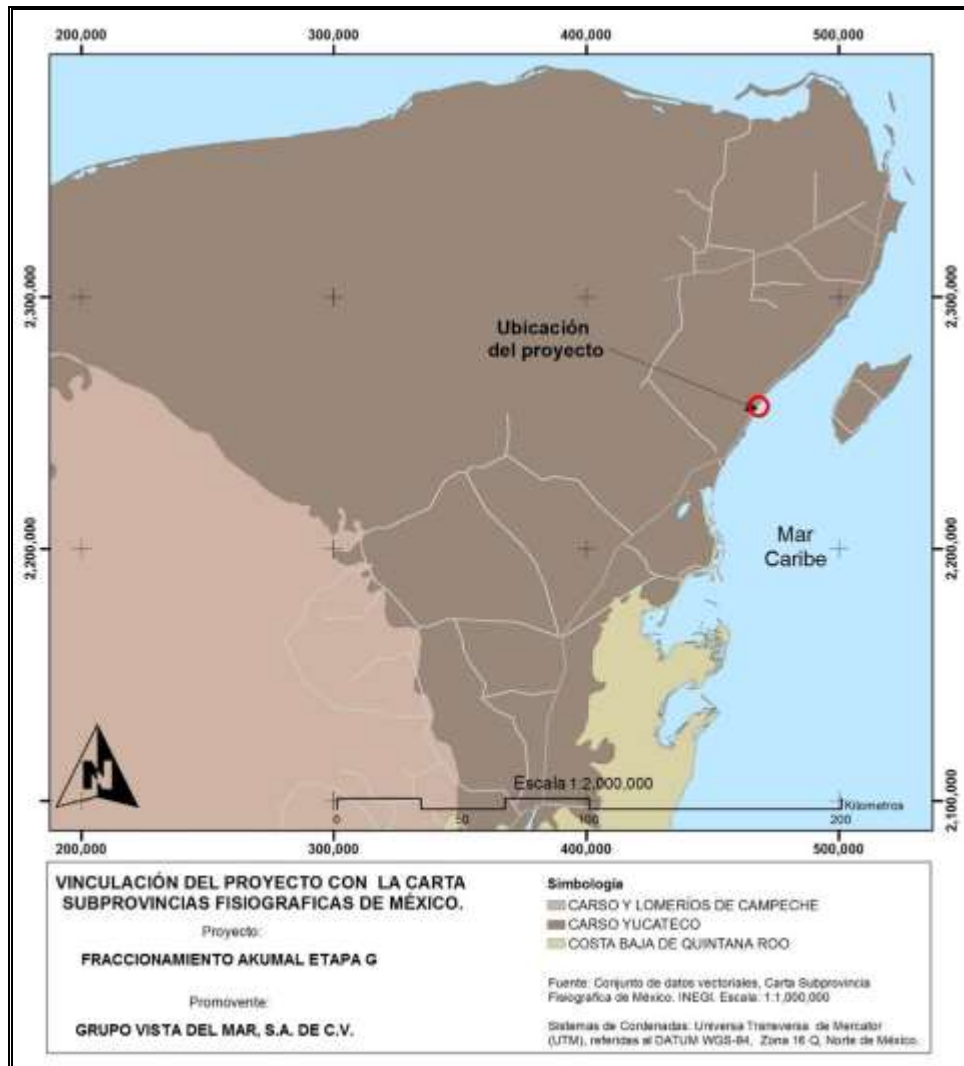 200,000 300,000 400,000 500,000
2,300,000 2,300,000
Ubicación
del proyecto
2,200,000 2,200,000
Mar
Caribe
N
Escala 1:2,000,000
Kilometros
0 50 100 200
2,100,000
200,000 300,000 400,000 500,000
VINCULACIÓN DEL PROYECTO CON LA CARTA
SUBPROVINCIAS FISIOGRAFICAS DE MÉXICO.
Proyecto:
FRACCIONAMIENTO AKUMAL ETAPA G
Promovente:
GRUPO VISTA DEL MAR, S.A. DE C.V.
Simbología
CARSO Y LOMERÍOS DE CAMPECHE
CARSO YUCATECO
COSTA BAJA DE QUINTANA ROO
Fuente: Conjunto de datos vectoriales, Carta Subprovincia
Fisiografica de México. INEGI. Escala: 1:1,000,000
Sistemas de Cordenadas: Universa Transversa de Mercator
(UTM), referidas al DATUM WGS-84, Zona 16 Q, Norte de México.